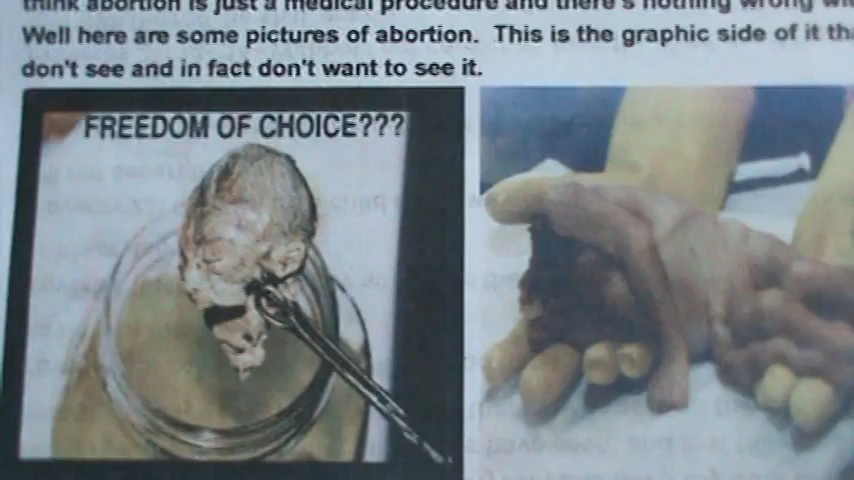 think abortion is just a medical procedure and there's nothing wrong
Well here are some pictures of abortion. This is the graphic side of it
don't see and in fact don't want to see it.
FREEDOM OF CHOICE???